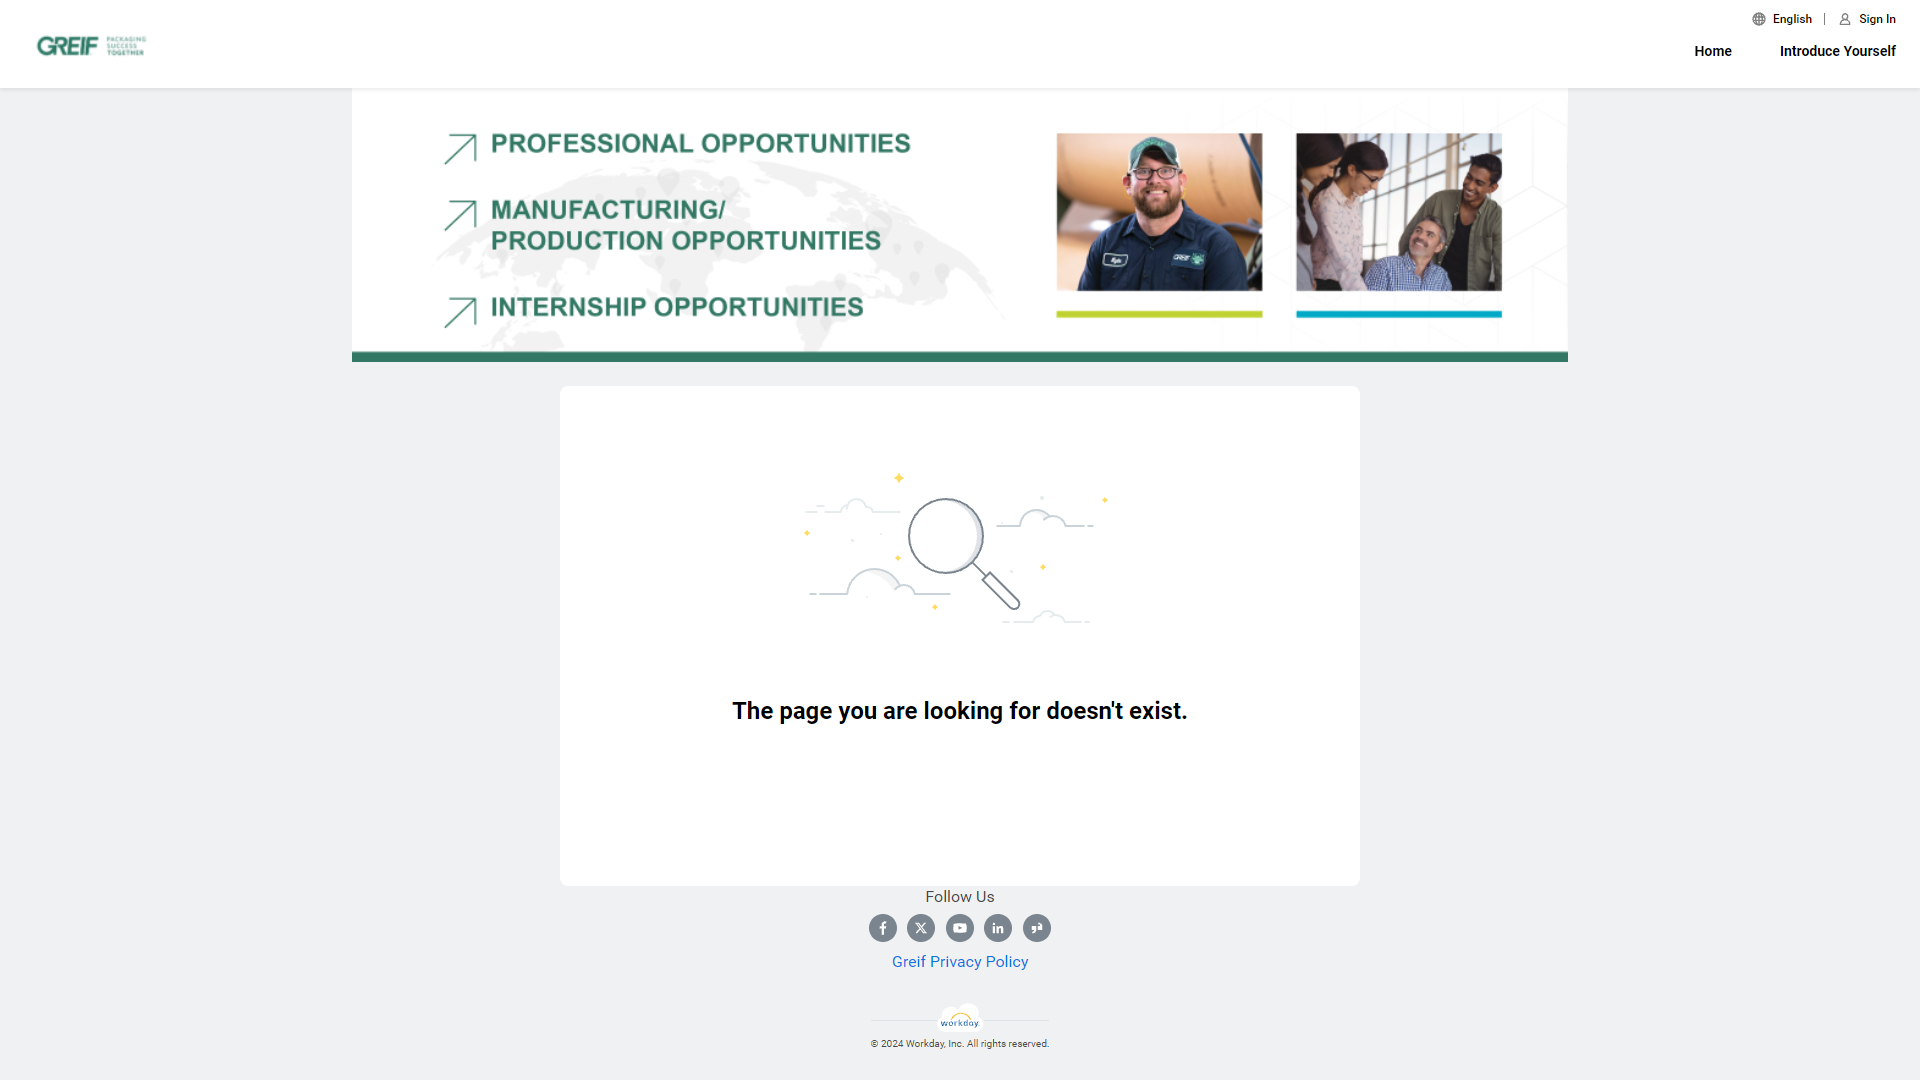 English
Sign In
GREIF
PACKAGING
SUCCESS
TOGETHER
Home
Introduce Yourself
PROFESSIONAL OPPORTUNITIES
MANUFACTURING/
PRODUCTION OPPORTUNITIES
INTERNSHIP OPPORTUNITIES
GREIF
The page you are looking for doesn't exist.
Follow Us
Greif Privacy Policy
workday.
© 2024 Workday, Inc. All rights reserved.